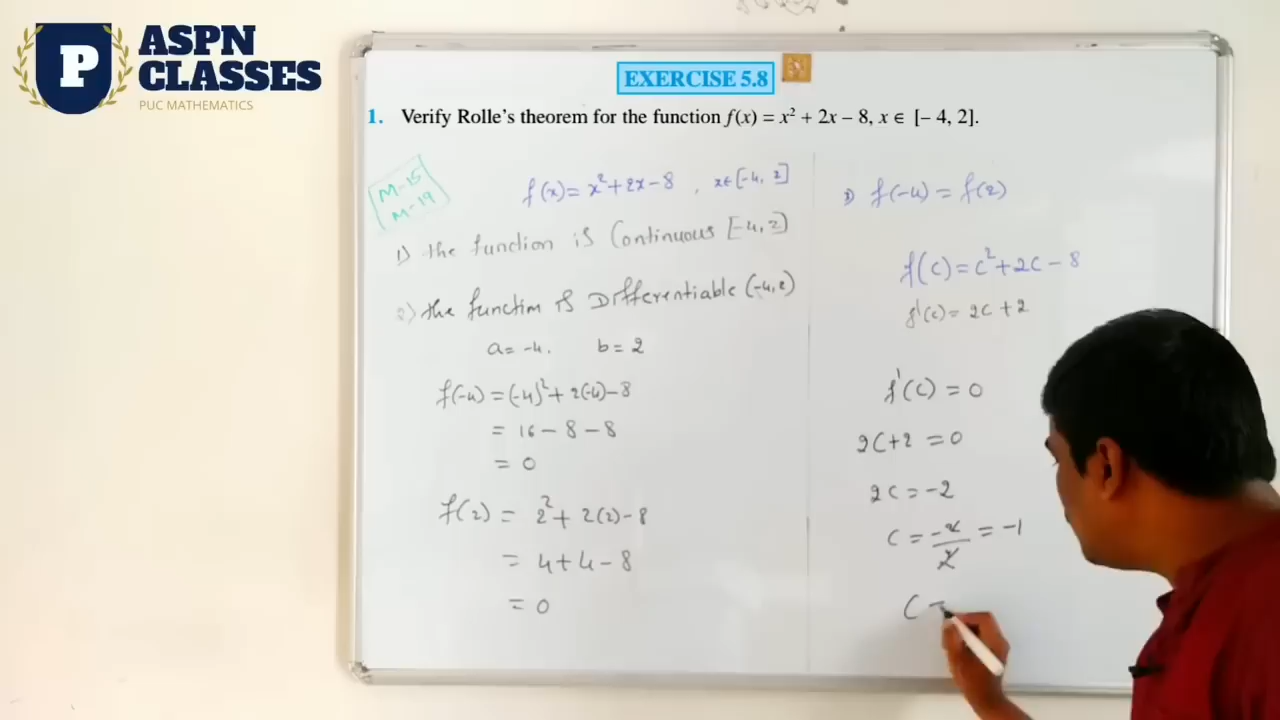 P
ASPN
CLASSES
PUC MATHEMATICS
EXERCISE 5.8
1. Verify Rolle's theorem for the function f(x) = x² + 2x – 8, x ∈ [– 4, 2].
M-15
M-19
f(x) = x²+2x-8 , x∈[-4, 2]
1) the function is Continuous [-4, 2]
2) the function is Differentiable (-4, 2)
a = -4. b = 2
f(-4) = (-4)² + 2(-4) - 8
= 16 - 8 - 8
= 0
f(2) = 2² + 2(2) - 8
= 4 + 4 - 8
= 0
3) f(-4) = f(2)
f(c) = c² + 2c - 8
f'(c) = 2c + 2
f'(c) = 0
2c+2 = 0
2c = -2
c = -2/2 = -1
c =